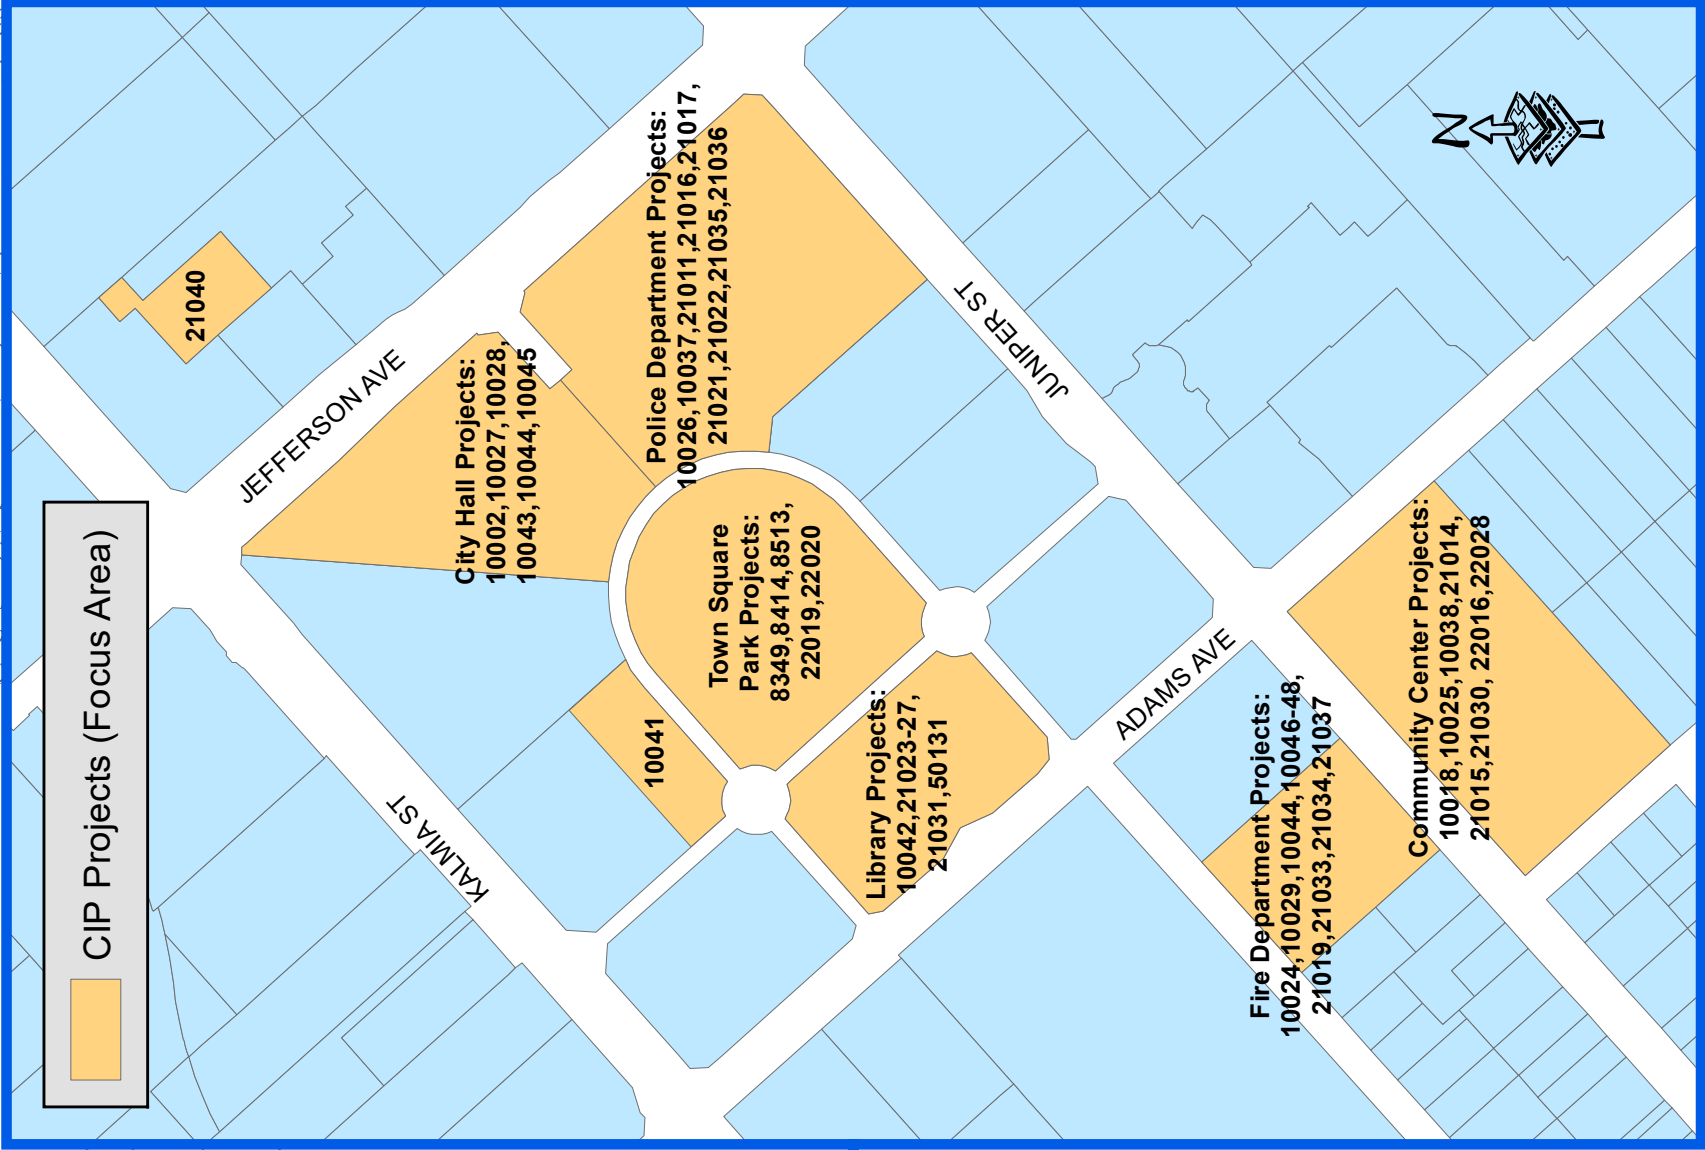 CIP Projects (Focus Area)
21040
JEFFERSON AVE
City Hall Projects:
10002,10027,10028,
10043,10044,10045
Police Department Projects:
10026,10037,21011,21016,21017,
21021,21022,21035,21036
KALMIA ST
10041
Town Square
Park Projects:
8349,8414,8513,
22019,22020
JUNIPER ST
Library Projects:
10042,21023-27,
21031,50131
ADAMS AVE
Fire Department Projects:
10024,10029,10044,10046-48,
21019,21033,21034,21037
Community Center Projects:
10018,10025,10038,21014,
21015,21030, 22016,22028
N